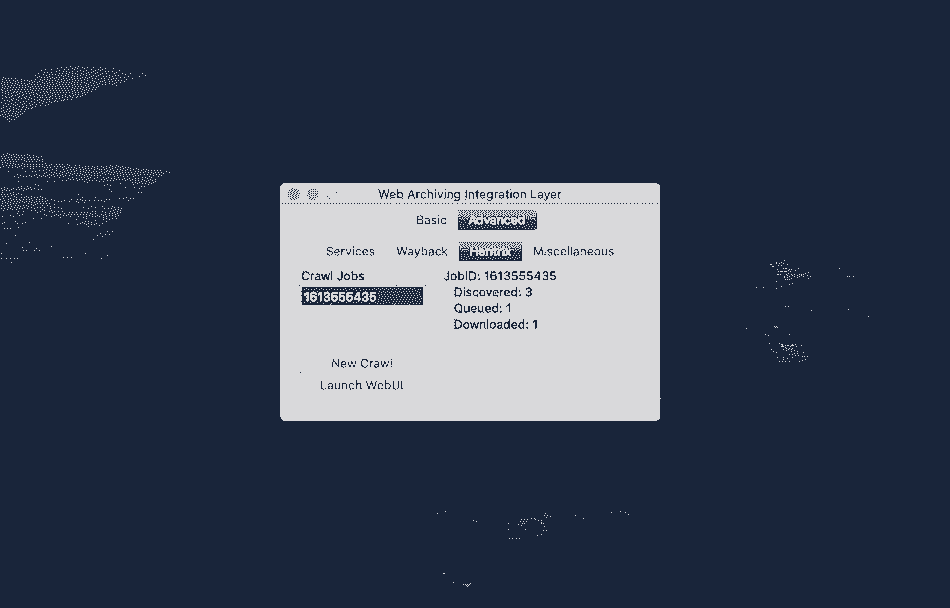 Web Archiving Integration Layer
Basic Advanced
Services Wayback Heritrix Miscellaneous
Crawl Jobs
1613555435
JobID: 1613555435
Discovered: 3
Queued: 1
Downloaded: 1
New Crawl
Launch WebUI